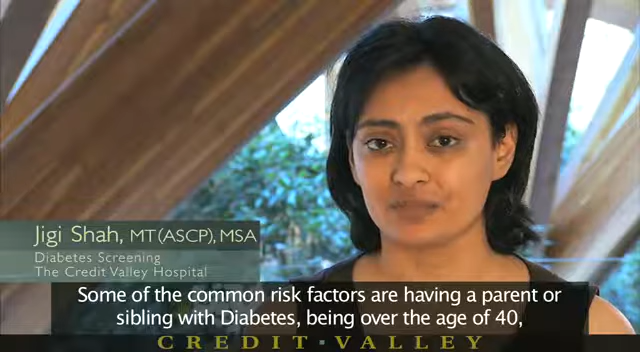 Jigi Shah, MT(ASCP), MSA
Diabetes Screening
The Credit Valley Hospital
Some of the common risk factors are having a parent or
sibling with Diabetes, being over the age of 40,
CREDIT VALLEY